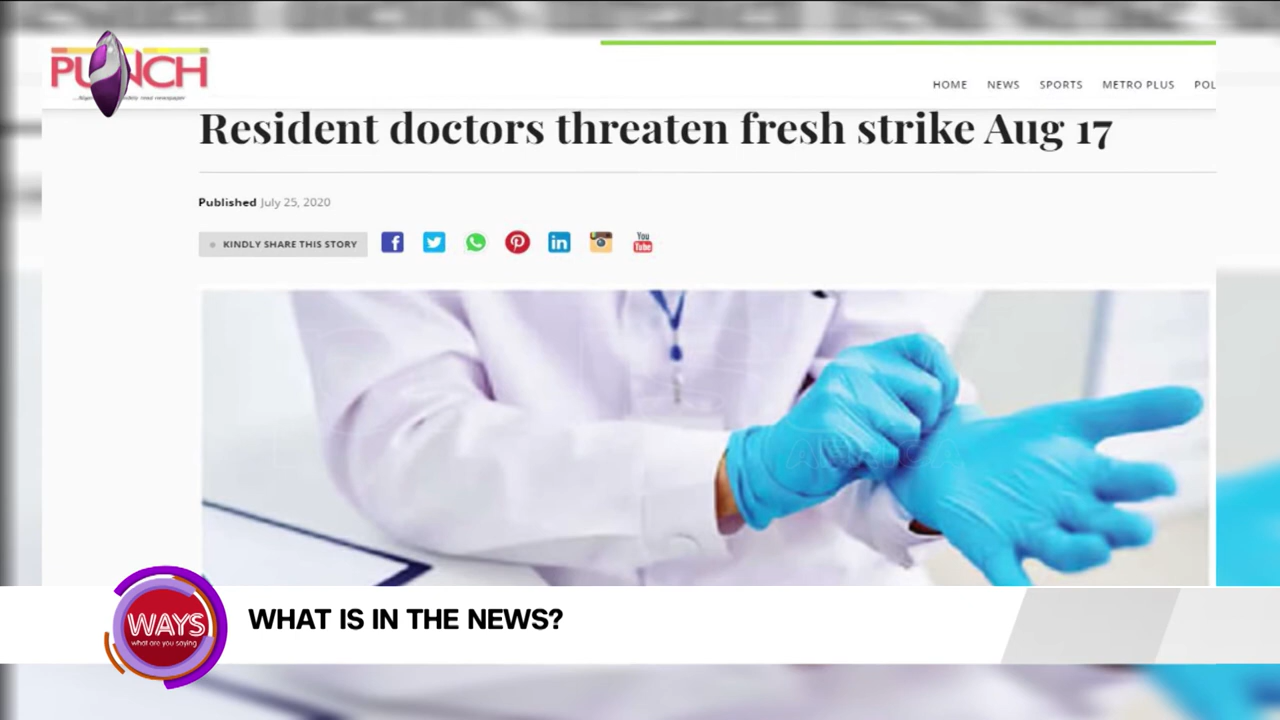 PUNCH
HOME NEWS SPORTS METRO PLUS POL
Resident doctors threaten fresh strike Aug 17
Published July 25, 2020
KINDLY SHARE THIS STORY
You
Tube
AFRICA
WAYS
what are you saying
WHAT IS IN THE NEWS?